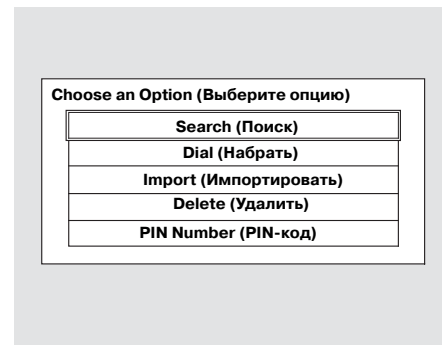 Choose an Option (Выберите опцию)
Search (Поиск)
Dial (Набрать)
Import (Импортировать)
Delete (Удалить)
PIN Number (PIN-код)